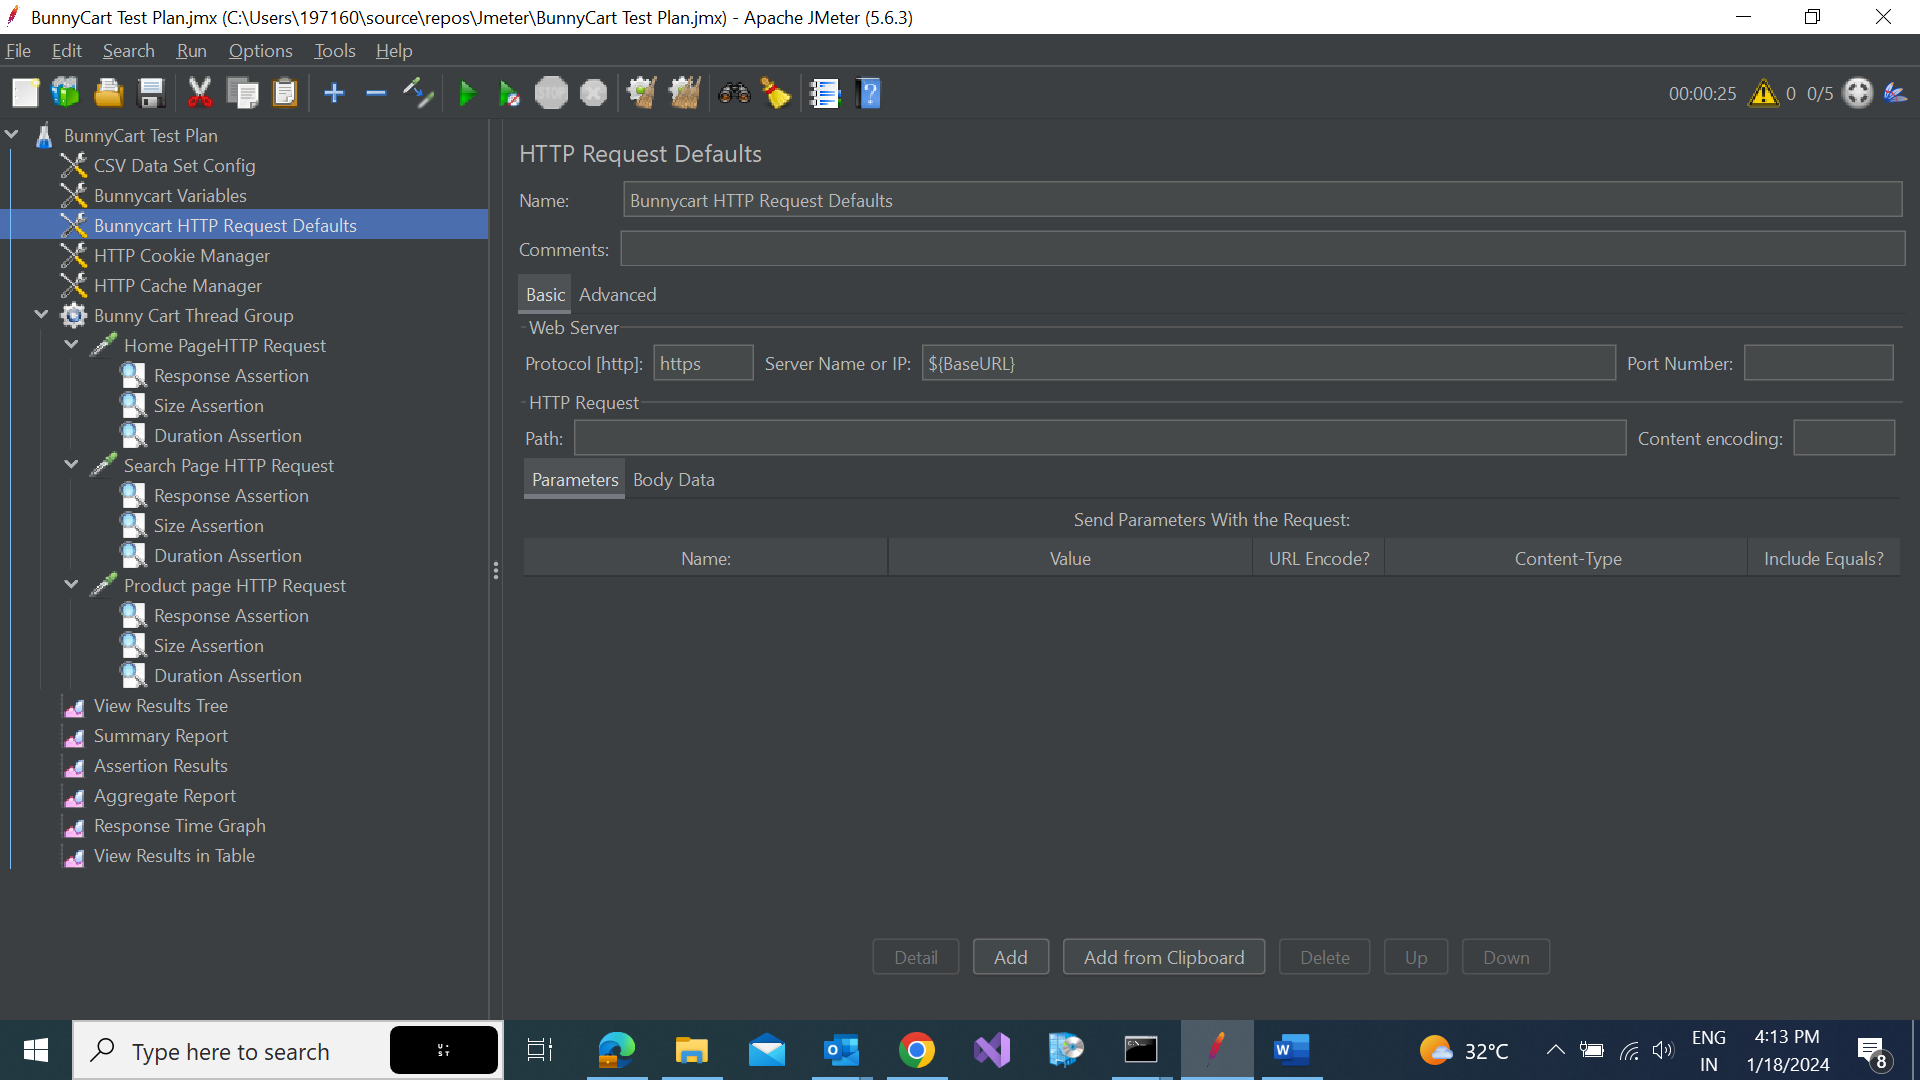 BunnyCart Test Plan.jmx (C:\Users\197160\source\repos\Jmeter\BunnyCart Test Plan.jmx) - Apache JMeter (5.6.3)
File Edit Search Run Options Tools Help
STOP 00:00:25 0 0/5
BunnyCart Test Plan
CSV Data Set Config
Bunnycart Variables
Bunnycart HTTP Request Defaults
HTTP Cookie Manager
HTTP Cache Manager
Bunny Cart Thread Group
Home PageHTTP Request
Response Assertion
Size Assertion
Duration Assertion
Search Page HTTP Request
Response Assertion
Size Assertion
Duration Assertion
Product page HTTP Request
Response Assertion
Size Assertion
Duration Assertion
View Results Tree
Summary Report
Assertion Results
Aggregate Report
Response Time Graph
View Results in Table
HTTP Request Defaults
Name: Bunnycart HTTP Request Defaults
Comments:
Basic Advanced
Web Server
Protocol [http]: https Server Name or IP: ${BaseURL} Port Number:
HTTP Request
Path: Content encoding:
Parameters Body Data
Send Parameters With the Request:
Name: Value URL Encode? Content-Type Include Equals?
Detail Add Add from Clipboard Delete Up Down
Type here to search
32°C
ENG
IN
4:13 PM
1/18/2024
8